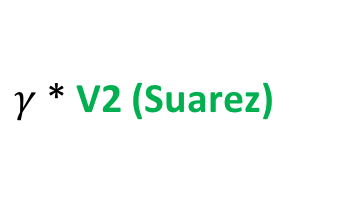 γ * V2 (Suarez)